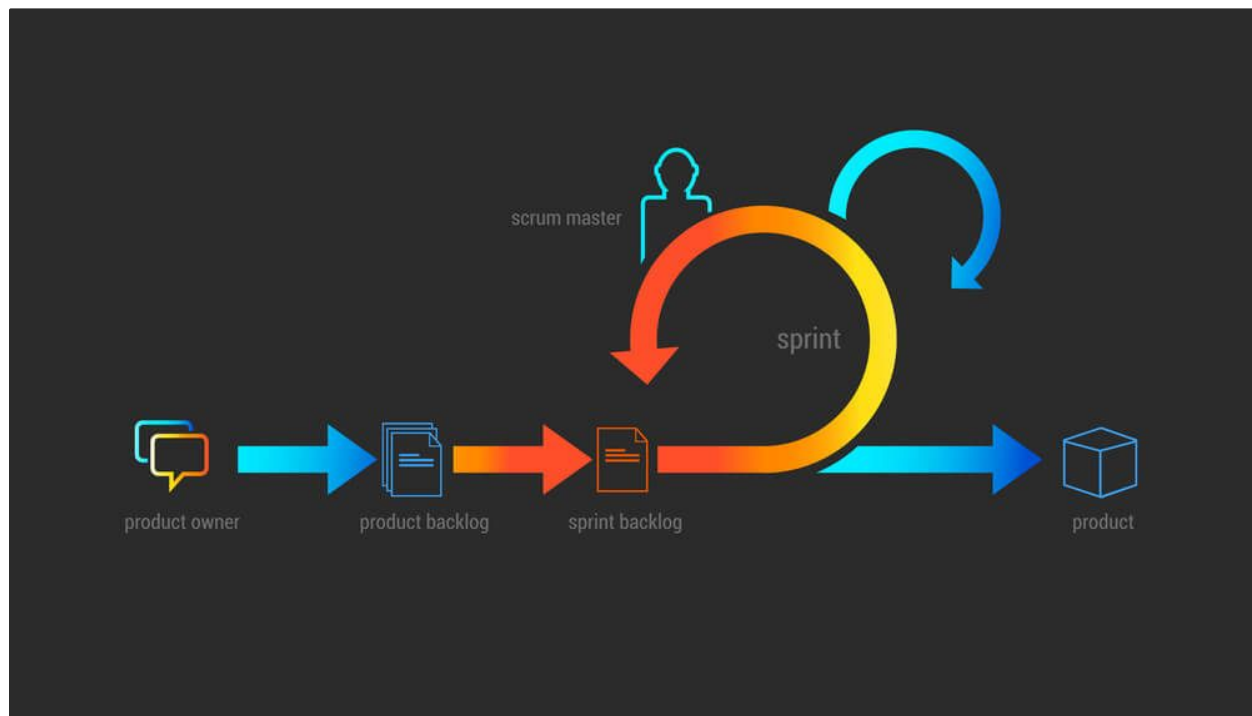 scrum master
sprint
product owner
product backlog
sprint backlog
product